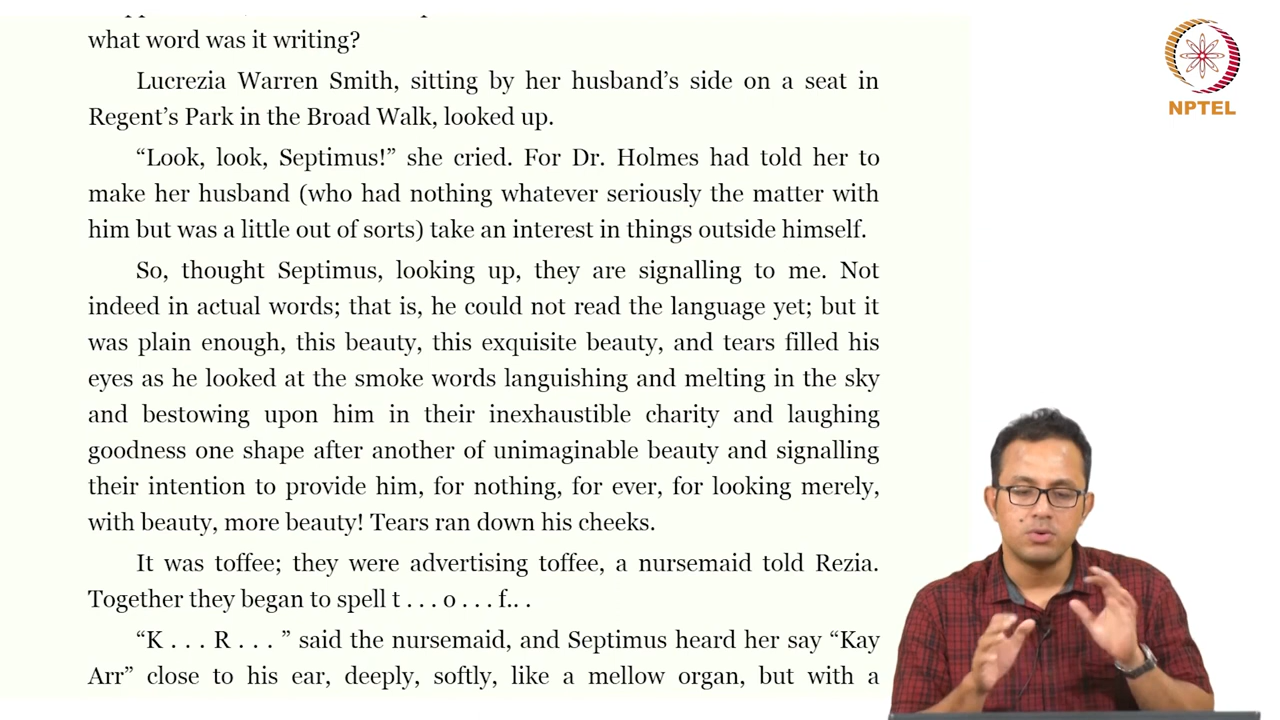 what word was it writing?
Lucrezia Warren Smith, sitting by her husband’s side on a seat in
Regent’s Park in the Broad Walk, looked up.
“Look, look, Septimus!” she cried. For Dr. Holmes had told her to
make her husband (who had nothing whatever seriously the matter with
him but was a little out of sorts) take an interest in things outside himself.
So, thought Septimus, looking up, they are signalling to me. Not
indeed in actual words; that is, he could not read the language yet; but it
was plain enough, this beauty, this exquisite beauty, and tears filled his
eyes as he looked at the smoke words languishing and melting in the sky
and bestowing upon him in their inexhaustible charity and laughing
goodness one shape after another of unimaginable beauty and signalling
their intention to provide him, for nothing, for ever, for looking merely,
with beauty, more beauty! Tears ran down his cheeks.
It was toffee; they were advertising toffee, a nursemaid told Rezia.
Together they began to spell t . . . o . . . f.. .
“K . . . R . . . ” said the nursemaid, and Septimus heard her say “Kay
Arr” close to his ear, deeply, softly, like a mellow organ, but with a
NPTEL